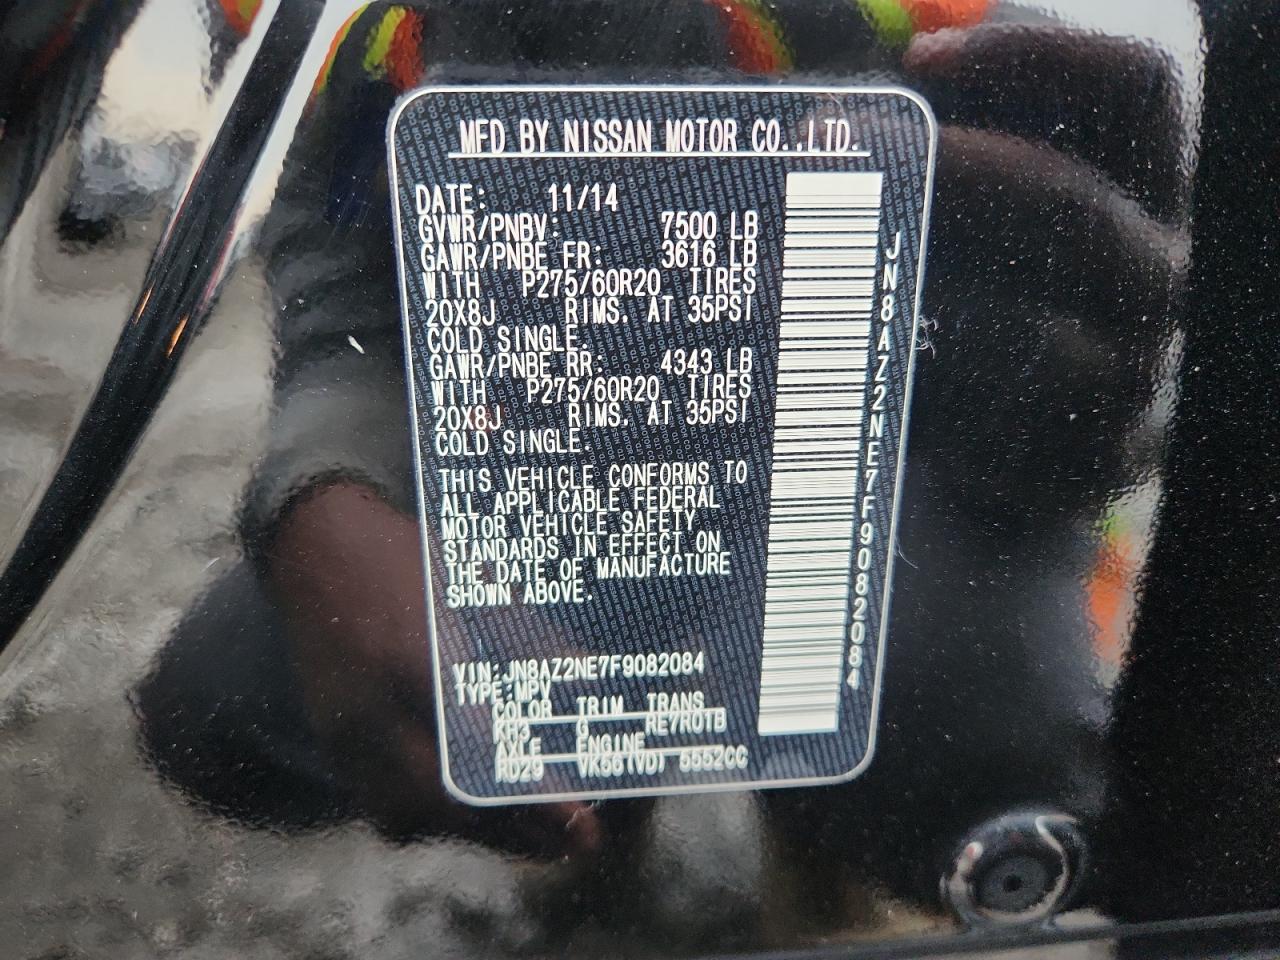 MFD BY NISSAN MOTOR CO.,LTD.
DATE: 11/14
GVWR/PNBV: 7500 LB
GAWR/PNBE FR: 3616 LB
WITH P275/60R20 TIRES
20X8J RIMS. AT 35PSI
COLD SINGLE.
GAWR/PNBE RR: 4343 LB
WITH P275/60R20 TIRES
20X8J RIMS. AT 35PSI
COLD SINGLE.
THIS VEHICLE CONFORMS TO
ALL APPLICABLE FEDERAL
MOTOR VEHICLE SAFETY
STANDARDS IN EFFECT ON
THE DATE OF MANUFACTURE
SHOWN ABOVE.
VIN:JN8AZ2NE7F9082084
TYPE:MPV
COLOR TRIM TRANS
KH3 G RE7R01B
AXLE ENGINE
RD29 VK56(VD) 5552CC
JN8AZ2NE7F9082084